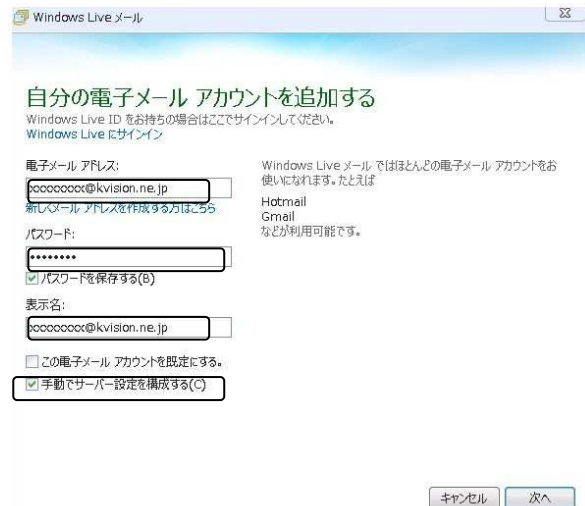 Windows Live メール
自分の電子メール アカウントを追加する
Windows Live ID をお持ちの場合はここでサインインしてください。
Windows Live にサインイン
電子メール アドレス:
xxxxxxxxx@kvision.ne.jp
新しくメール アドレスを作成する方はこちら
パスワード:
••••••••
パスワードを保存する(B)
表示名:
xxxxxxxxx@kvision.ne.jp
この電子メール アカウントを既定にする。
手動でサーバー設定を構成する(C)
Windows Live メール ではほとんどの電子メール アカウントをお
使いになれます。たとえば
Hotmail
Gmail
などが利用可能です。
キャンセル
次へ